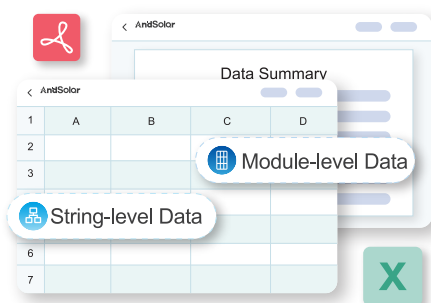 AndSolar
Data Summary
AndSolar
1 A B C D
2
Module-level Data
3
String-level Data
6
7
X